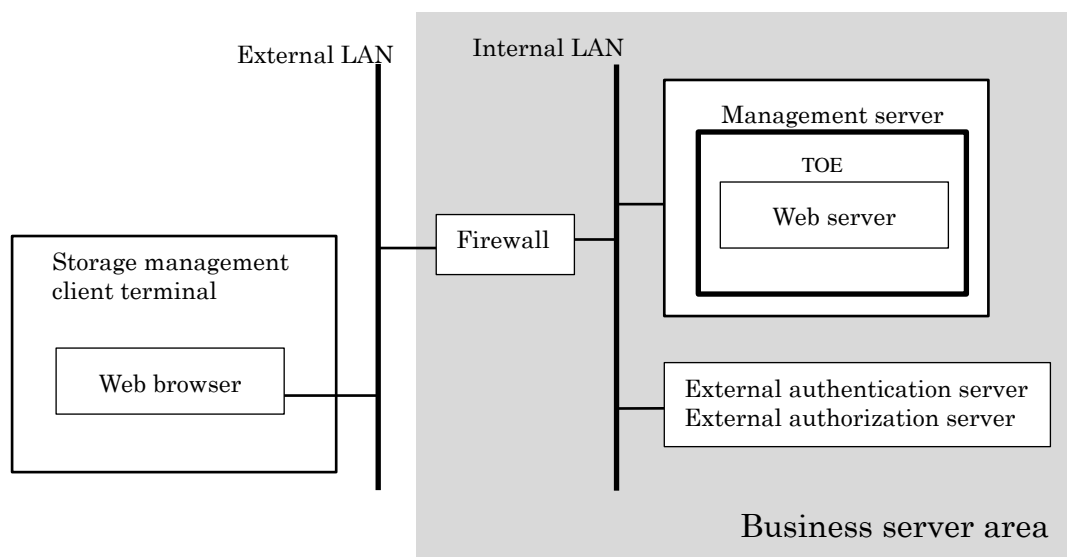 External LAN
Internal LAN
Management server
TOE
Web server
Firewall
Storage management
client terminal
Web browser
External authentication server
External authorization server
Business server area